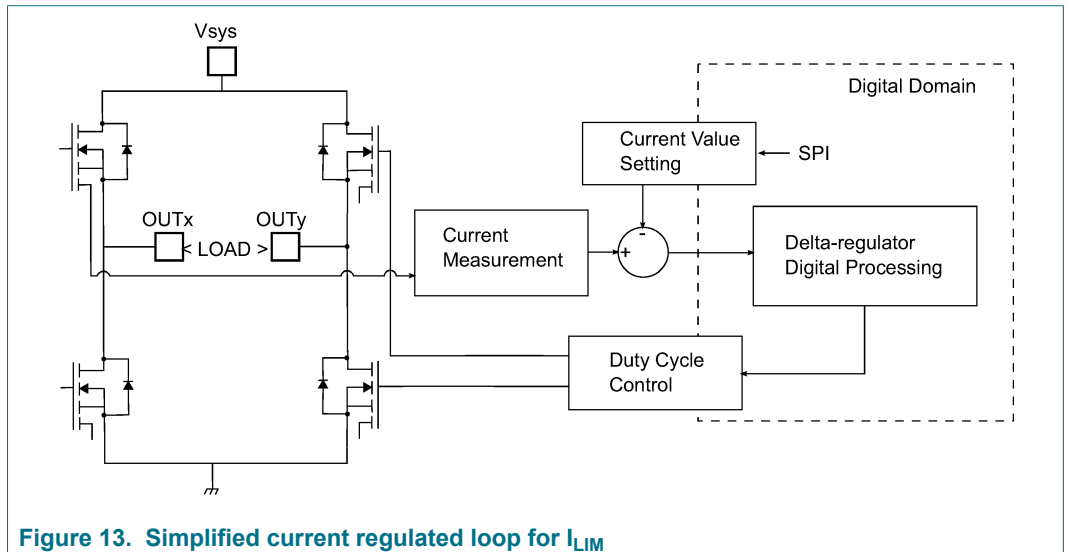 Vsys
Digital Domain
Current Value
Setting
SPI
OUTx
OUTy
< LOAD >
Current
Measurement
-
+
Delta-regulator
Digital Processing
Duty Cycle
Control
Figure 13. Simplified current regulated loop for ILIM